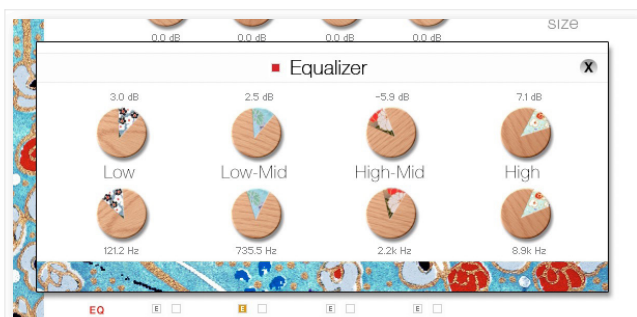 size
0.0 dB 0.0 dB 0.0 dB 0.0 dB
Equalizer X
3.0 dB 2.5 dB -5.9 dB 7.1 dB
Low Low-Mid High-Mid High
121.2 Hz 735.5 Hz 2.2k Hz 8.9k Hz
EQ E E E E